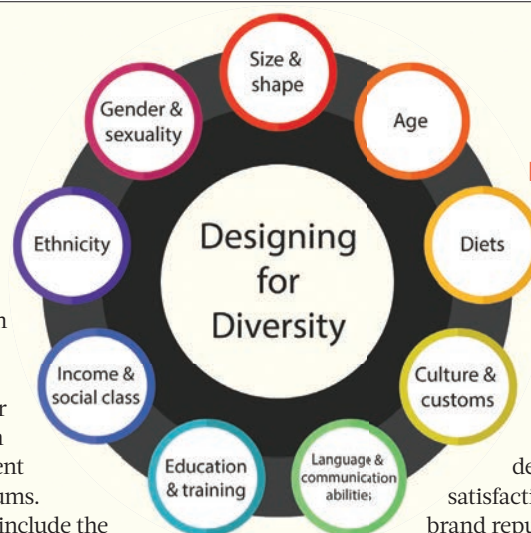 Size &
shape
Age
Diets
Culture &
customs
Language &
communication
abilities
Education
& training
Income &
social class
Ethnicity
Gender &
sexuality
Designing
for
Diversity
ent
ums.
include the
satisfacti
brand repu